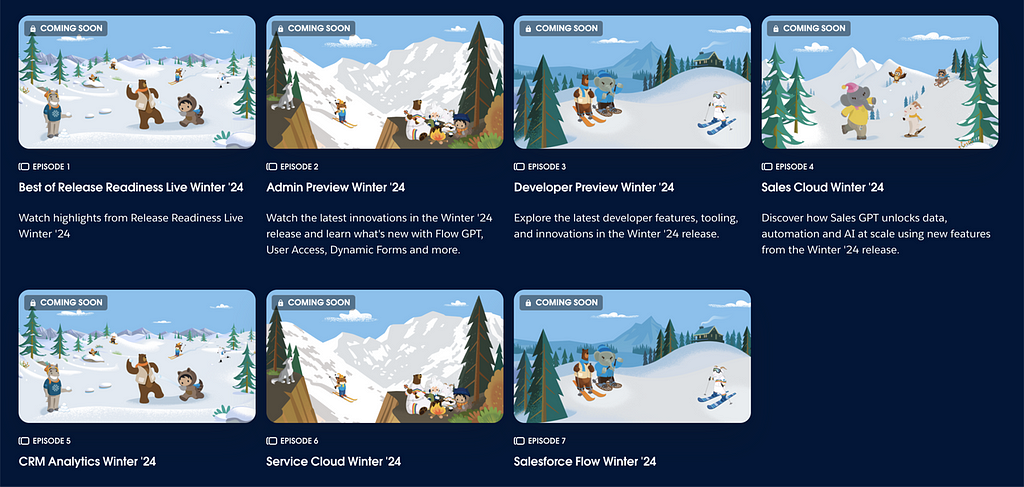 COMING SOON
COMING SOON
COMING SOON
COMING SOON
EPISODE 1
Best of Release Readiness Live Winter '24
Watch highlights from Release Readiness Live
Winter '24
EPISODE 2
Admin Preview Winter '24
Watch the latest innovations in the Winter '24
release and learn what's new with Flow GPT,
User Access, Dynamic Forms and more.
EPISODE 3
Developer Preview Winter '24
Explore the latest developer features, tooling,
and innovations in the Winter '24 release.
EPISODE 4
Sales Cloud Winter '24
Discover how Sales GPT unlocks data,
automation and AI at scale using new features
from the Winter '24 release.
COMING SOON
COMING SOON
COMING SOON
EPISODE 5
CRM Analytics Winter '24
EPISODE 6
Service Cloud Winter '24
EPISODE 7
Salesforce Flow Winter '24